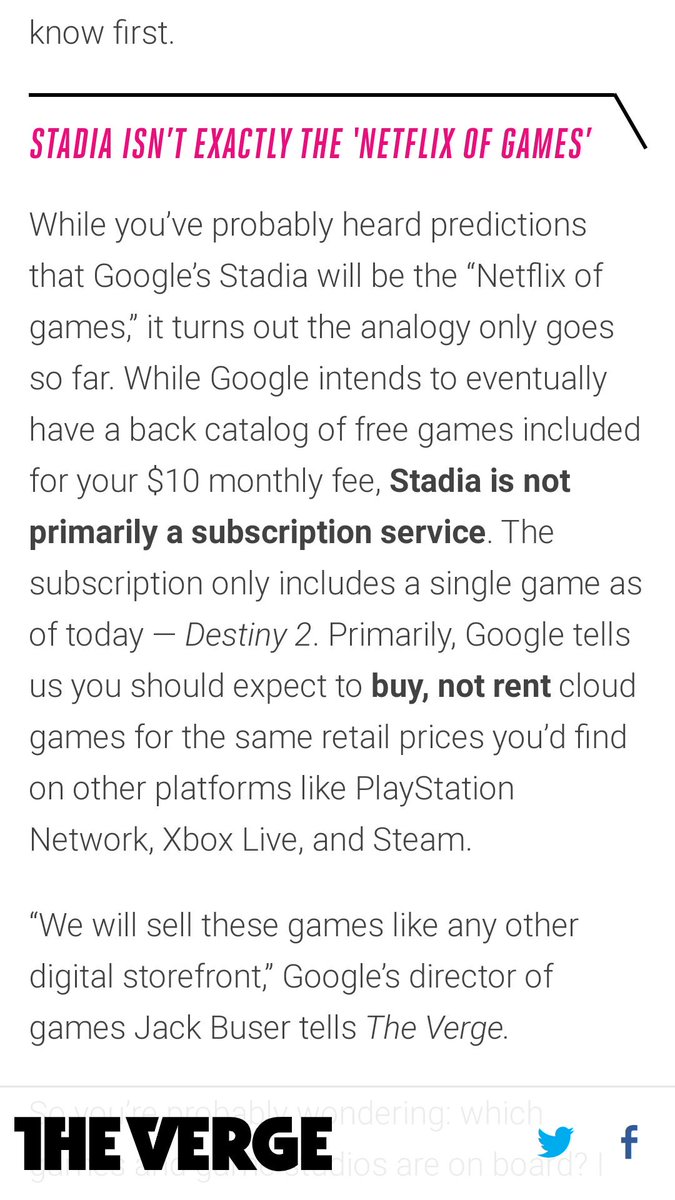 know first.
STADIA ISN'T EXACTLY THE 'NETFLIX OF GAMES'
While you’ve probably heard predictions
that Google’s Stadia will be the “Netflix of
games,” it turns out the analogy only goes
so far. While Google intends to eventually
have a back catalog of free games included
for your $10 monthly fee, Stadia is not
primarily a subscription service. The
subscription only includes a single game as
of today — Destiny 2. Primarily, Google tells
us you should expect to buy, not rent cloud
games for the same retail prices you’d find
on other platforms like PlayStation
Network, Xbox Live, and Steam.
“We will sell these games like any other
digital storefront,” Google’s director of
games Jack Buser tells The Verge.
So you’re probably wondering: which
games and game studios are on board? I
THE VERGE